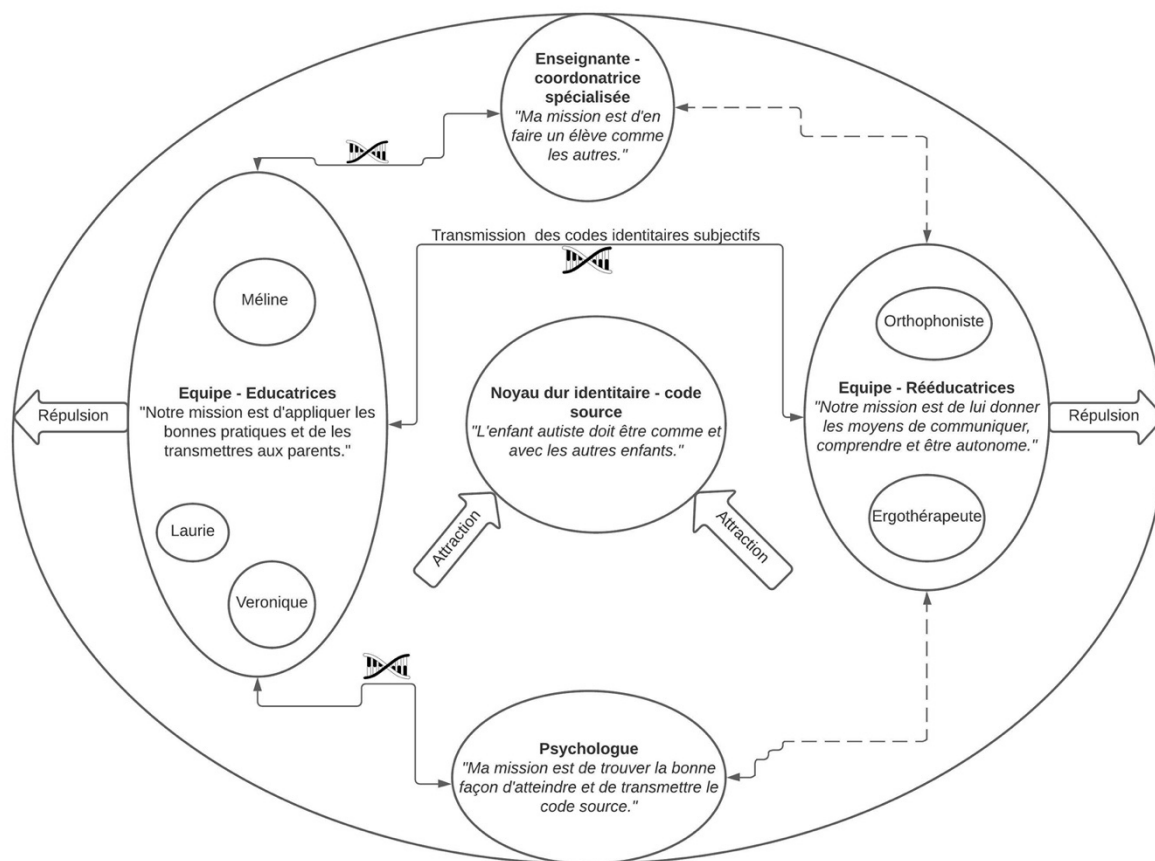 Enseignante -
coordonatrice
spécialisée
"Ma mission est d'en
faire un élève comme
les autres."
Transmission des codes identitaires subjectifs
Méline
Orthophoniste
Répulsion
Equipe - Educatrices
"Notre mission est d'appliquer les
bonnes pratiques et de les
transmettres aux parents."
Noyau dur identitaire - code
source
"L'enfant autiste doit être comme et
avec les autres enfants."
Equipe - Rééducatrices
"Notre mission est de lui donner
les moyens de communiquer,
comprendre et être autonome."
Répulsion
Laurie
Veronique
Attraction
Attraction
Ergothérapeute
Psychologue
"Ma mission est de trouver la bonne
façon d'atteindre et de transmettre le
code source."